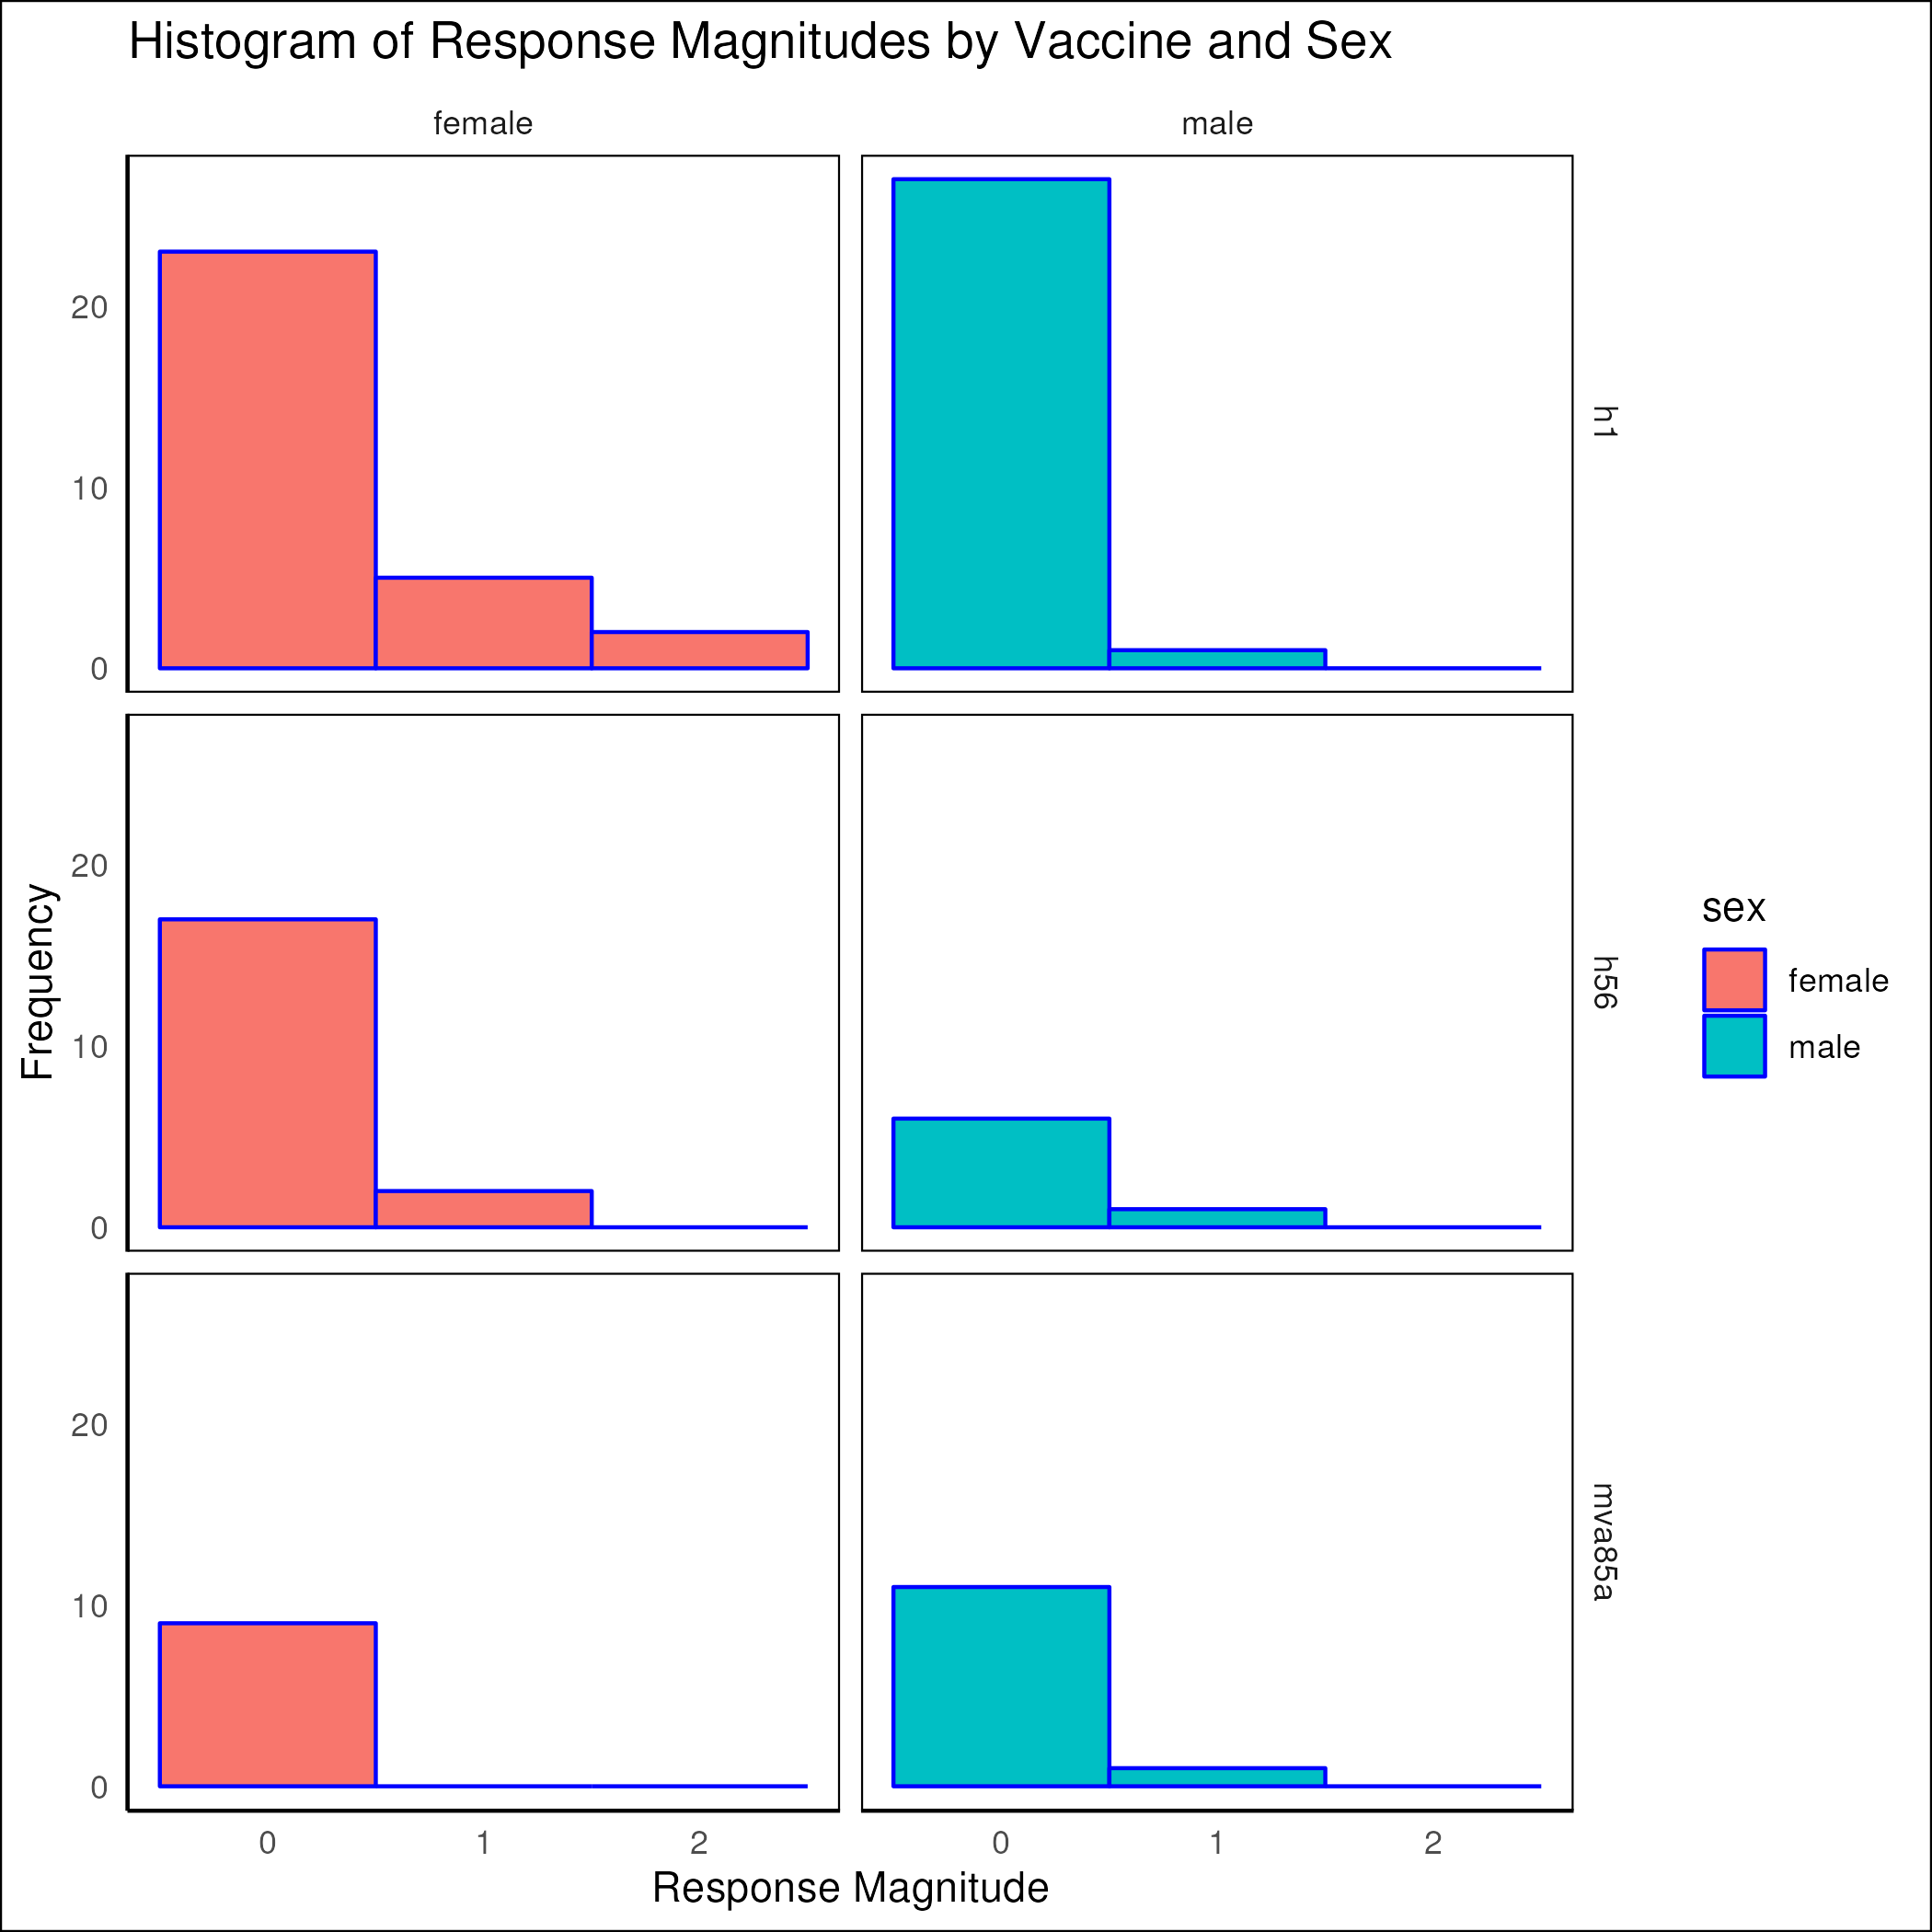 Histogram of Response Magnitudes by Vaccine and Sex
female
male
20
10
0
h1
Frequency
20
10
0
h56
sex
female
male
20
10
0
mva85a
0 1 2
0 1 2
Response Magnitude